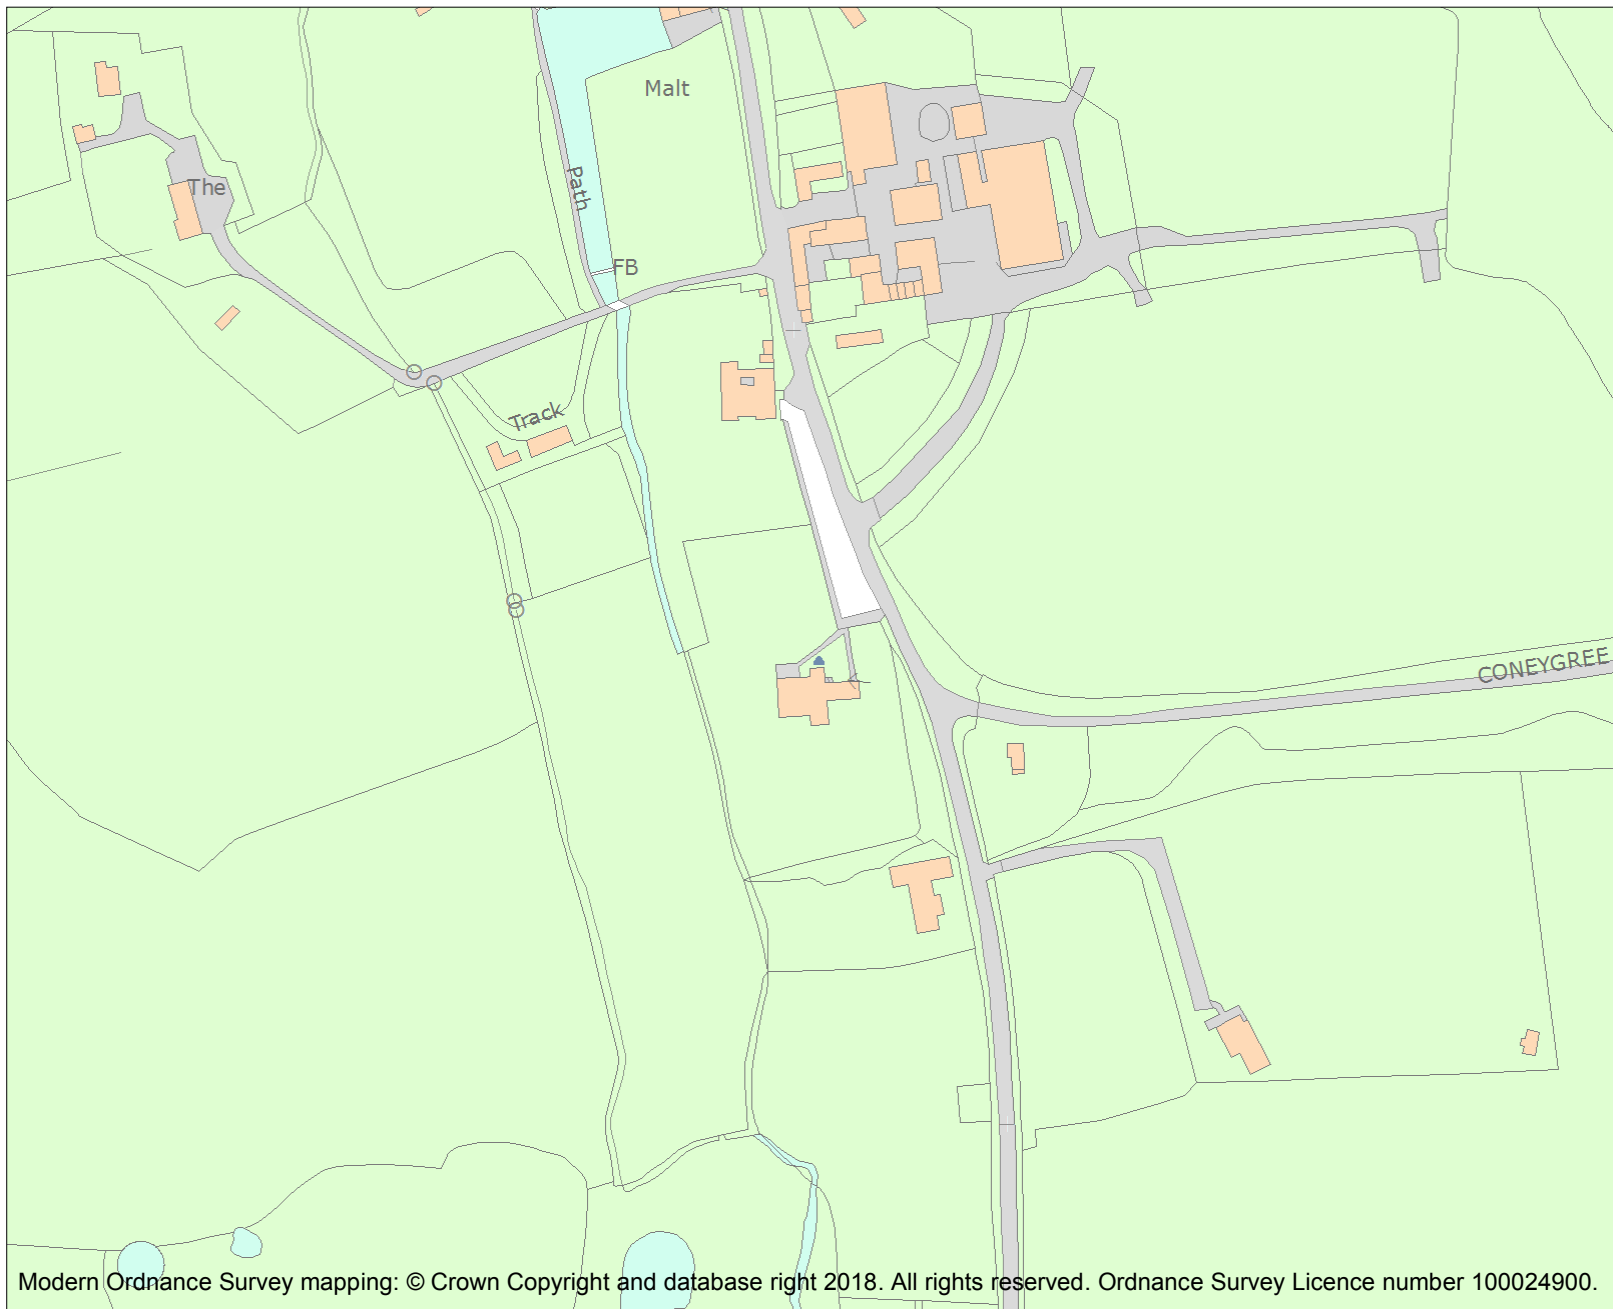 Malt
Path
The
FB
Track
CONEYGREE
Modern Ordnance Survey mapping: © Crown Copyright and database right 2018. All rights reserved. Ordnance Survey Licence number 100024900.